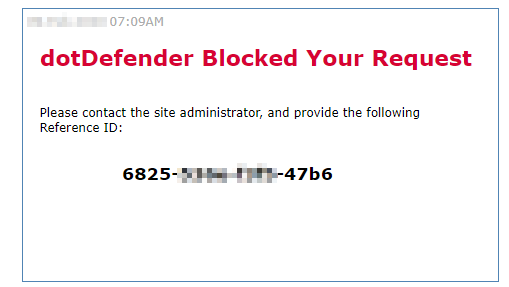 07:09AM
dotDefender Blocked Your Request
Please contact the site administrator, and provide the following
Reference ID:
6825- -47b6